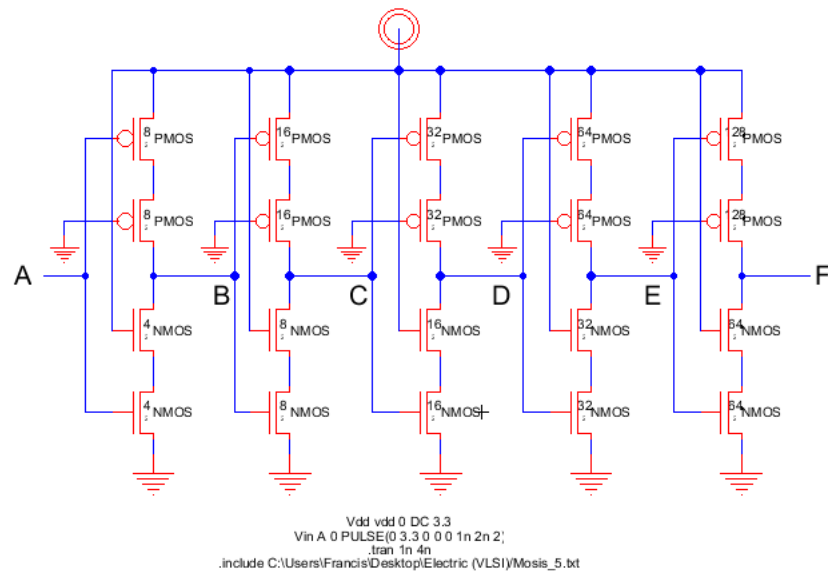 8 PMOS 16 PMOS 32 PMOS 64 PMOS 128 PMOS
8 PMOS 16 PMOS 32 PMOS 64 PMOS 128 PMOS
A B C D E F
4 NMOS 8 NMOS 16 NMOS 32 NMOS 64 NMOS
4 NMOS 8 NMOS 16 NMOS 32 NMOS 64 NMOS
Vdd vdd 0 DC 3.3
Vin A 0 PULSE(0 3.3 0 0 0 1n 2n 2
.tran 1n 4n
.include C:\Users\Francis\Desktop\Electric (VLSI)/Mosis_5.txt